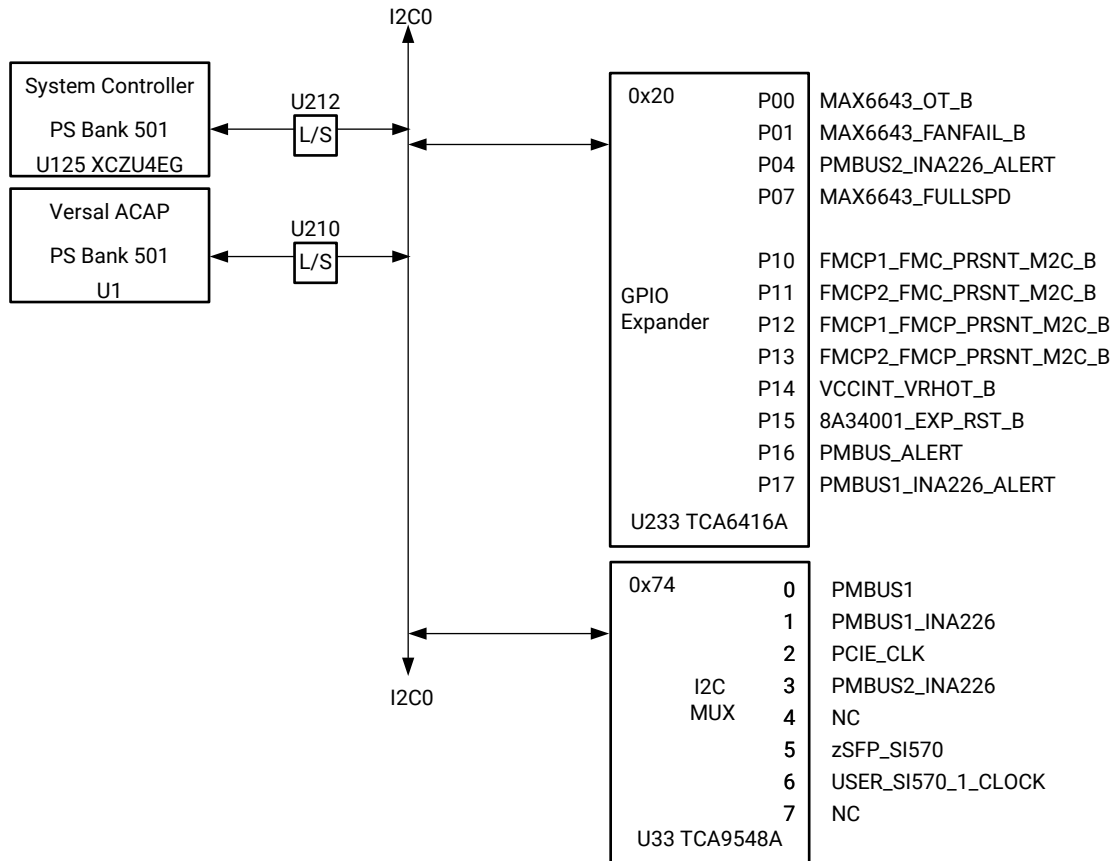 I2C0
System Controller
PS Bank 501
U125 XCZU4EG
U212
L/S
Versal ACAP
PS Bank 501
U1
U210
L/S
0x20
P00 MAX6643_OT_B
P01 MAX6643_FANFAIL_B
P04 PMBUS2_INA226_ALERT
P07 MAX6643_FULLSPD
P10 FMCP1_FMC_PRSNT_M2C_B
P11 FMCP2_FMC_PRSNT_M2C_B
P12 FMCP1_FMCP_PRSNT_M2C_B
P13 FMCP2_FMCP_PRSNT_M2C_B
P14 VCCINT_VRHOT_B
P15 8A34001_EXP_RST_B
P16 PMBUS_ALERT
P17 PMBUS1_INA226_ALERT
GPIO
Expander
U233 TCA6416A
0x74
0 PMBUS1
1 PMBUS1_INA226
2 PCIE_CLK
3 PMBUS2_INA226
4 NC
5 zSFP_SI570
6 USER_SI570_1_CLOCK
7 NC
I2C
MUX
U33 TCA9548A
I2C0